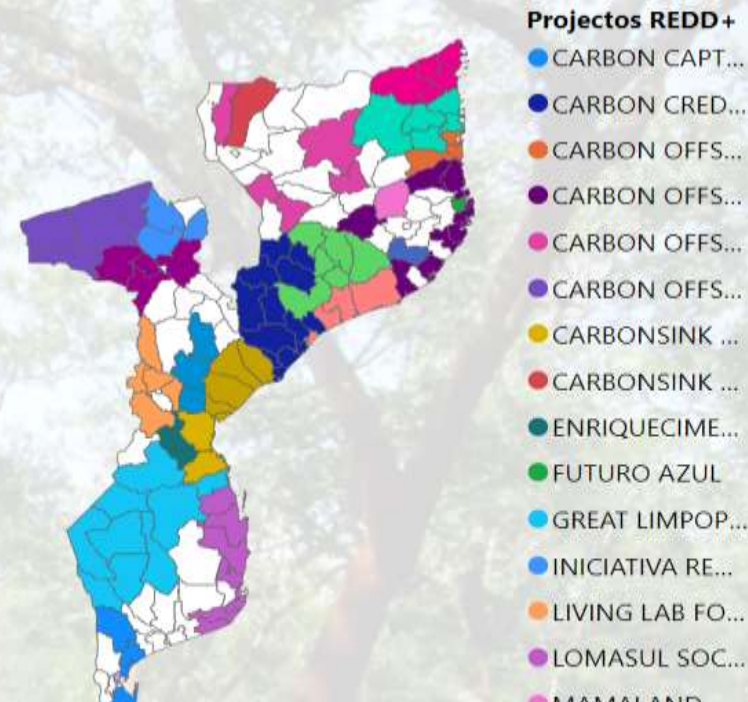 Projectos REDD+
CARBON CAPT...
CARBON CRED...
CARBON OFFS...
CARBON OFFS...
CARBON OFFS...
CARBON OFFS...
CARBONSINK ...
CARBONSINK ...
ENRIQUECIME...
FUTURO AZUL
GREAT LIMPOP...
INICIATIVA RE...
LIVING LAB FO...
LOMASUL SOC...
MAMALAND